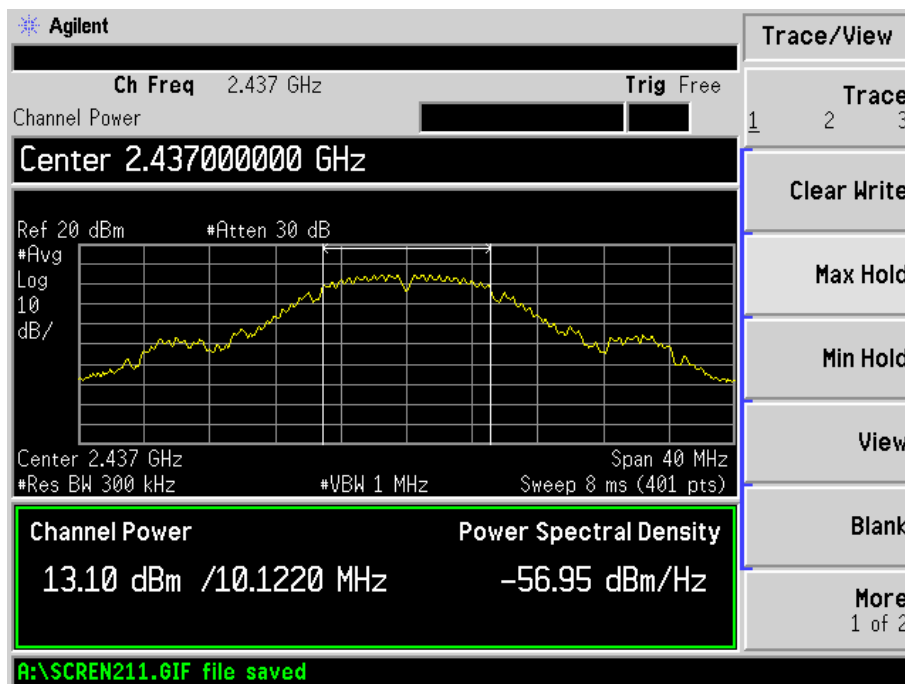 Agilent
Ch Freq 2.437 GHz Trig Free
Channel Power
Center 2.437000000 GHz
Ref 20 dBm #Atten 30 dB
#Avg
Log
10
dB/
Center 2.437 GHz Span 40 MHz
#Res BW 300 kHz #VBW 1 MHz Sweep 8 ms (401 pts)
Channel Power Power Spectral Density
13.10 dBm /10.1220 MHz -56.95 dBm/Hz
A:\SCREN211.GIF file saved
Trace/View
Trace
1 2 3
Clear Write
Max Hold
Min Hold
View
Blank
More
1 of 2